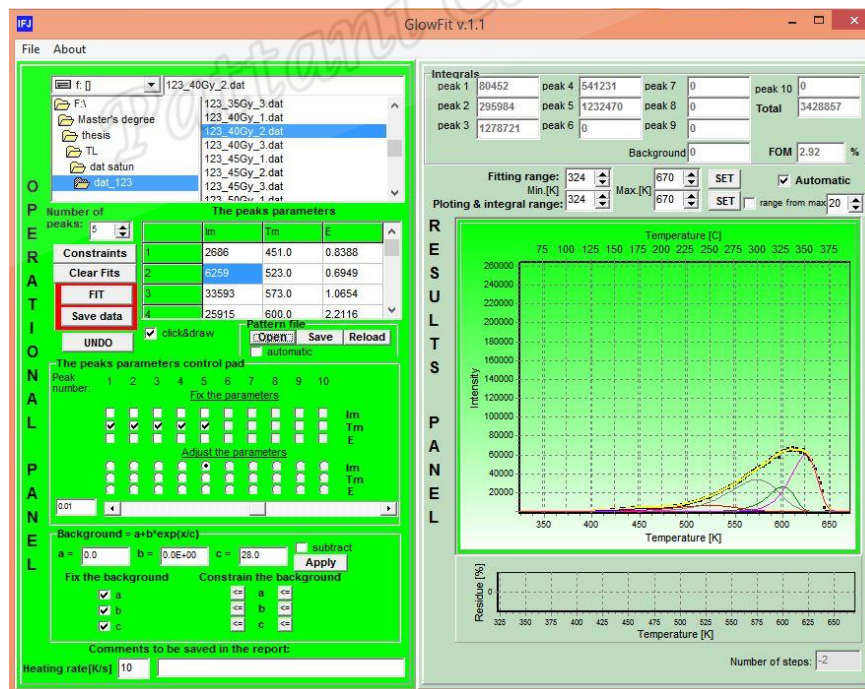 GlowFit v.1.1
IFJ
File About
f: []
123_40Gy_2.dat
F:\
Master's degree
thesis
TL
dat satun
dat_123
123_35Gy_3.dat
123_40Gy_1.dat
123_40Gy_2.dat
123_40Gy_3.dat
123_45Gy_1.dat
123_45Gy_2.dat
123_45Gy_3.dat
123_50Gy_1.dat
OPERATIONAL PANEL
Number of peaks: 5
The peaks parameters
Im Tm E
1 2686 451.0 0.8388
2 6259 523.0 0.6949
3 33593 573.0 1.0654
4 25915 600.0 2.2116
Constraints
Clear Fits
FIT
Save data
UNDO
click&draw
Pattern file
Open Save Reload
automatic
The peaks parameters control pad
Peak number: 1 2 3 4 5 6 7 8 9 10
Fix the parameters
Im
Tm
E
Adjust the parameters
Im
Tm
E
0.01
Background = a+b*exp(x/c)
a = 0.0 b = 0.0E+00 c = 28.0
subtract
Apply
Fix the background Constrain the background
a <= a <=
b <= b <=
c <= c <=
Comments to be saved in the report:
Heating rate[K/s] 10
Integrals
peak 1 80452 peak 4 541231 peak 7 0 peak 10 0
peak 2 295984 peak 5 1232470 peak 8 0 Total 3428857
peak 3 1278721 peak 6 0 peak 9 0
Background 0 FOM 2.92 %
Fitting range: 324 670 SET Automatic
Min.[K] Max.[K]
Ploting & integral range: 324 670 SET range from max 20
RESULTS PANEL
Temperature [C]
75 100 125 150 175 200 225 250 275 300 325 350 375
Intensity
260000
240000
220000
200000
180000
160000
140000
120000
100000
80000
60000
40000
20000
350 400 450 500 550 600 650
Temperature [K]
Residue [%]
0
325 350 375 400 425 450 475 500 525 550 575 600 625 650
Temperature [K]
Number of steps: -2